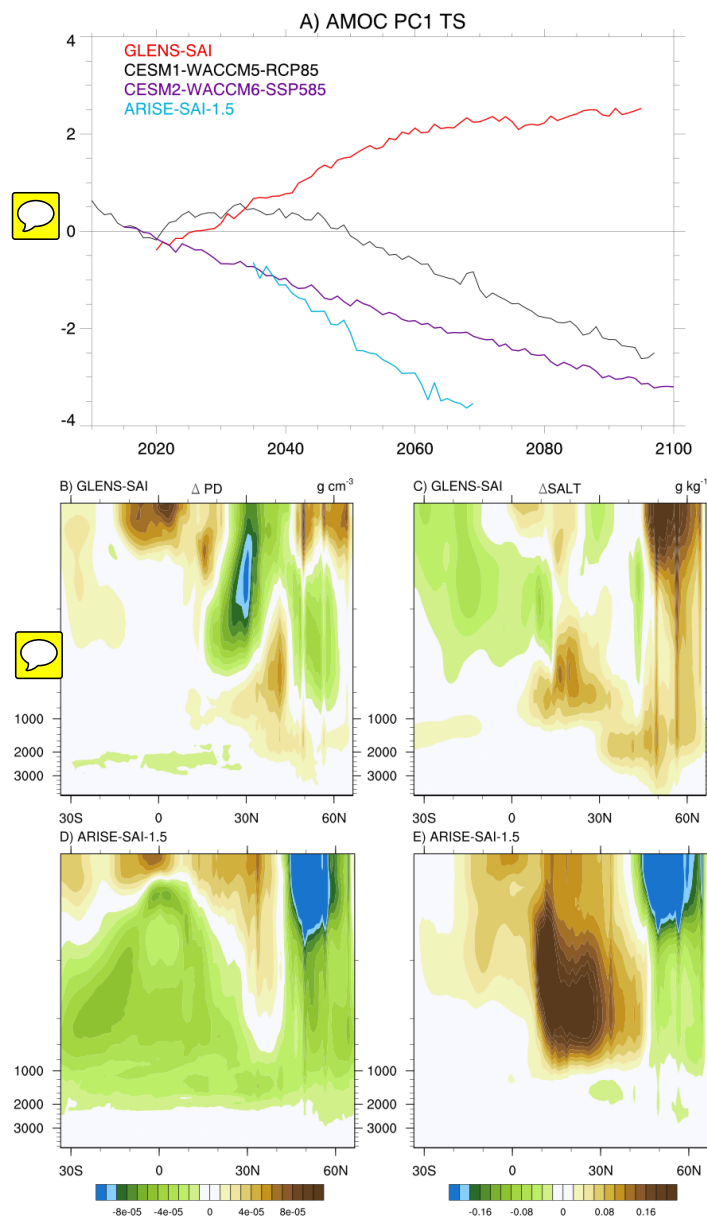 A) AMOC PC1 TS
GLENS-SAI
CESM1-WACCM5-RCP85
CESM2-WACCM6-SSP585
ARISE-SAI-1.5
4
2
0
-2
-4
2020 2040 2060 2080 2100
B) GLENS-SAI Δ PD g cm⁻³
1000
2000
3000
30S 0 30N 60N
C) GLENS-SAI ΔSALT g kg⁻¹
1000
2000
3000
30S 0 30N 60N
D) ARISE-SAI-1.5
1000
2000
3000
30S 0 30N 60N
E) ARISE-SAI-1.5
1000
2000
3000
30S 0 30N 60N
-8e-05 -4e-05 0 4e-05 8e-05
-0.16 -0.08 0 0.08 0.16